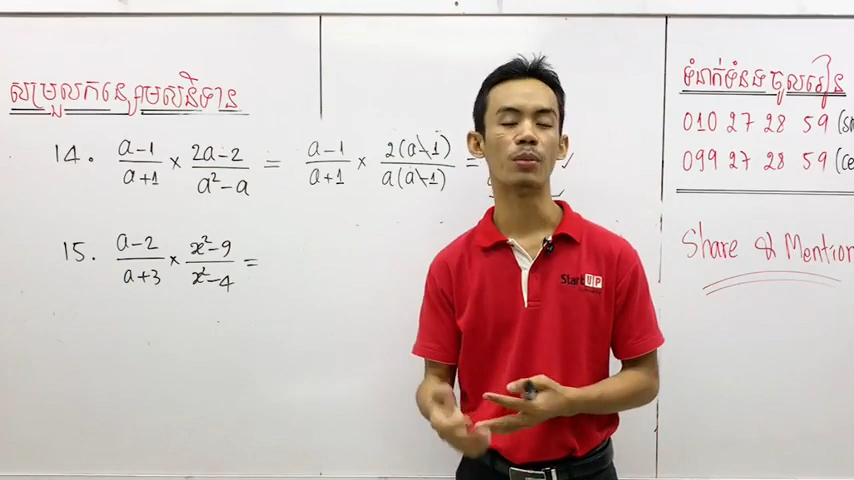 សម្រួលកន្សោមសនិទាន
14. (a-1)/(a+1) × (2a-2)/(a²-a) = (a-1)/(a+1) × 2(a-1)/a(a-1) =
15. (a-2)/(a+3) × (x²-9)/(x²-4) =
ទំនាក់ទំនងចូលរៀន
010 27 28 59
099 27 28 59
Share & Mention
StartUP